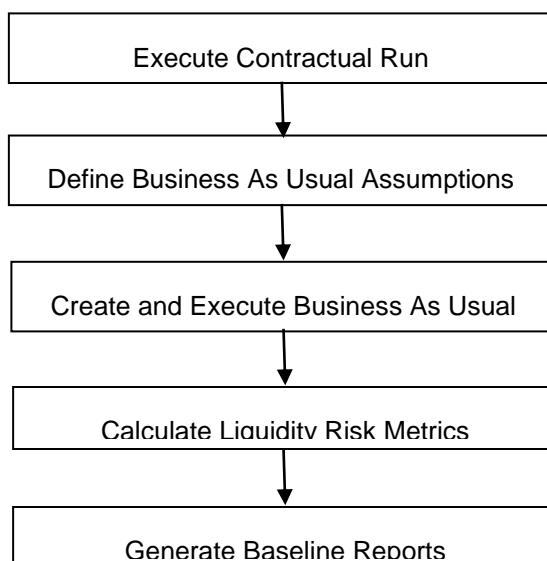 Execute Contractual Run
Define Business As Usual Assumptions
Create and Execute Business As Usual
Calculate Liquidity Risk Metrics
Generate Baseline Reports